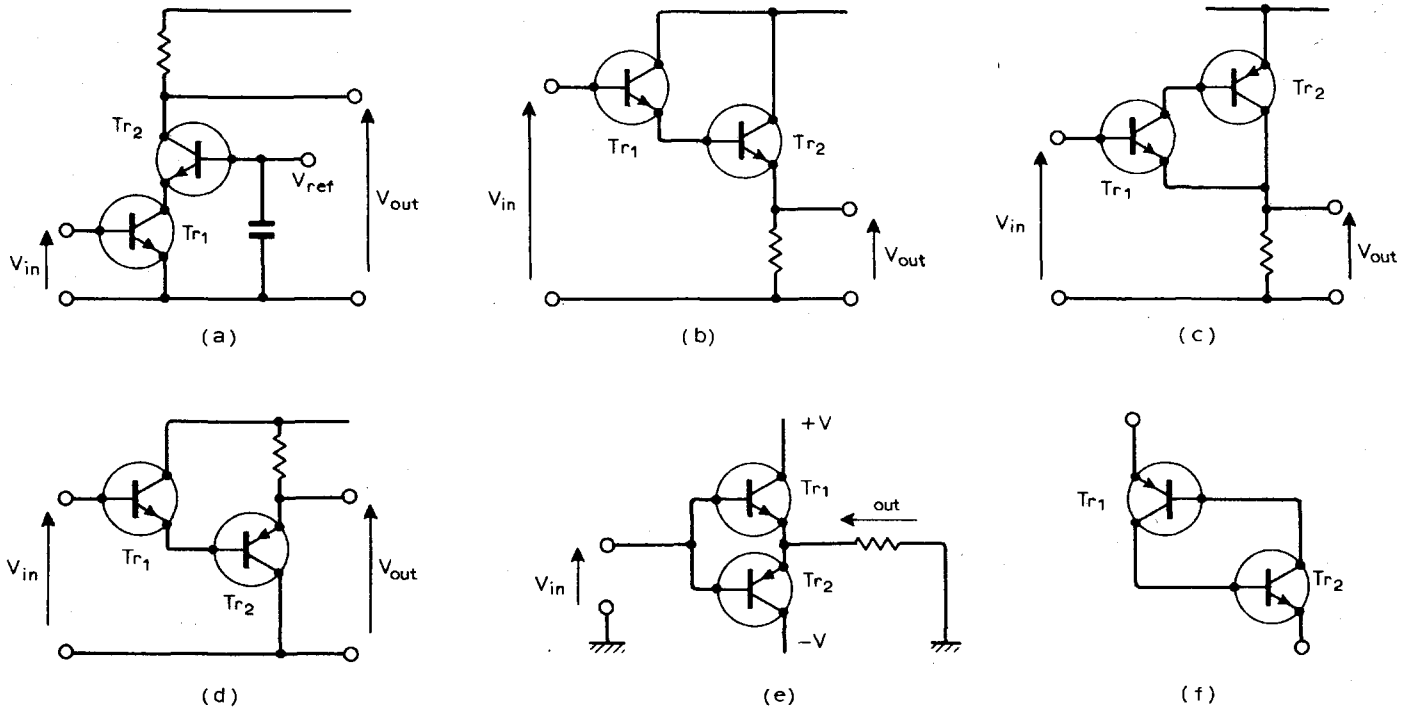 Tr2
Vref
Vout
Tr1
Vin
(a)
Vin
Tr1
Tr2
Vout
(b)
Tr2
Tr1
Vin
Vout
(c)
Vin
Tr1
Tr2
Vout
(d)
+V
Tr1
out
Vin
Tr2
–V
(e)
Tr1
Tr2
(f)